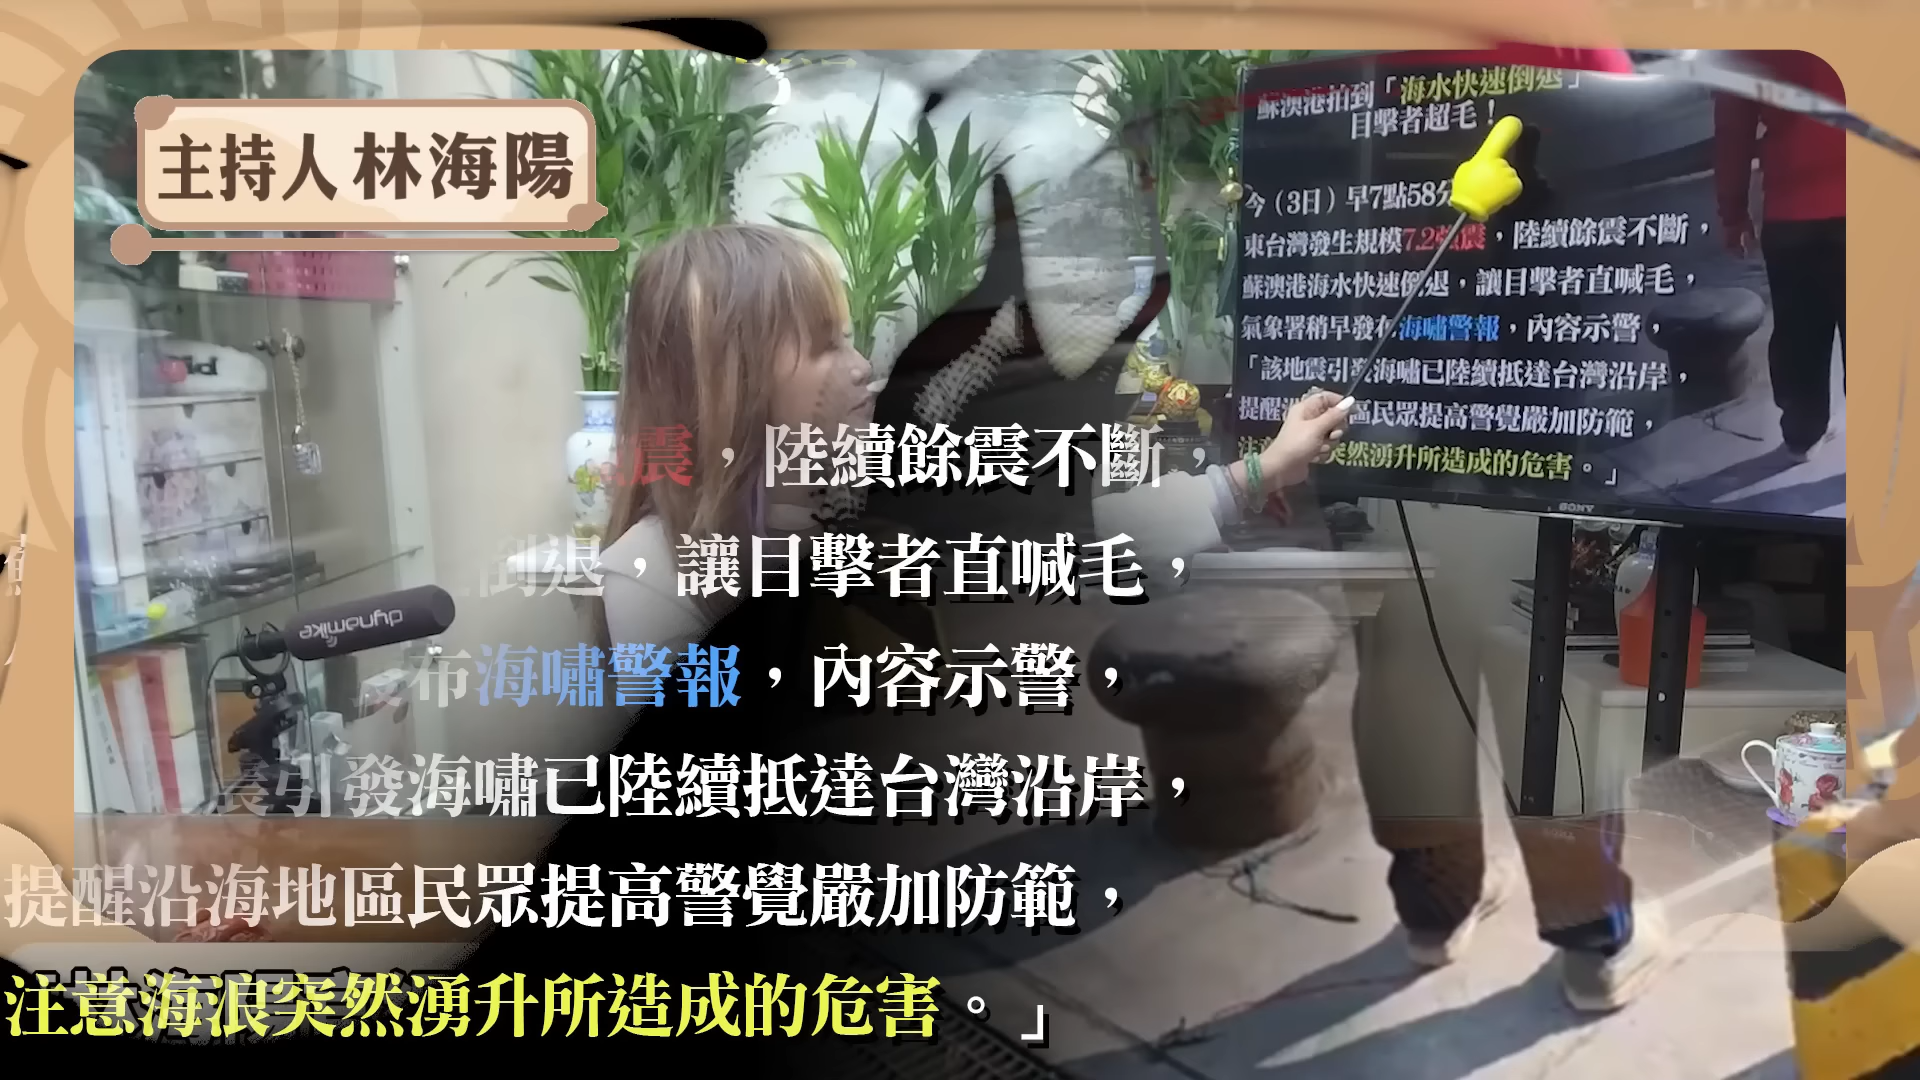 主持人 林海陽
蘇澳港拍到「海水快速倒退」
目擊者超毛！
今（3日）早7點58分
東台灣發生規模7.2強震，陸續餘震不斷，
蘇澳港海水快速倒退，讓目擊者直喊毛，
氣象署稍早發布海嘯警報，內容示警，
「該地震引發海嘯已陸續抵達台灣沿岸，
提醒 區民眾提高警覺嚴加防範，
注意 突然湧升所造成的危害。」
SONY
dynamike
震，陸續餘震不斷，
倒退，讓目擊者直喊毛，
布海嘯警報，內容示警，
震引發海嘯已陸續抵達台灣沿岸，
提醒沿海地區民眾提高警覺嚴加防範，
注意海浪突然湧升所造成的危害。」